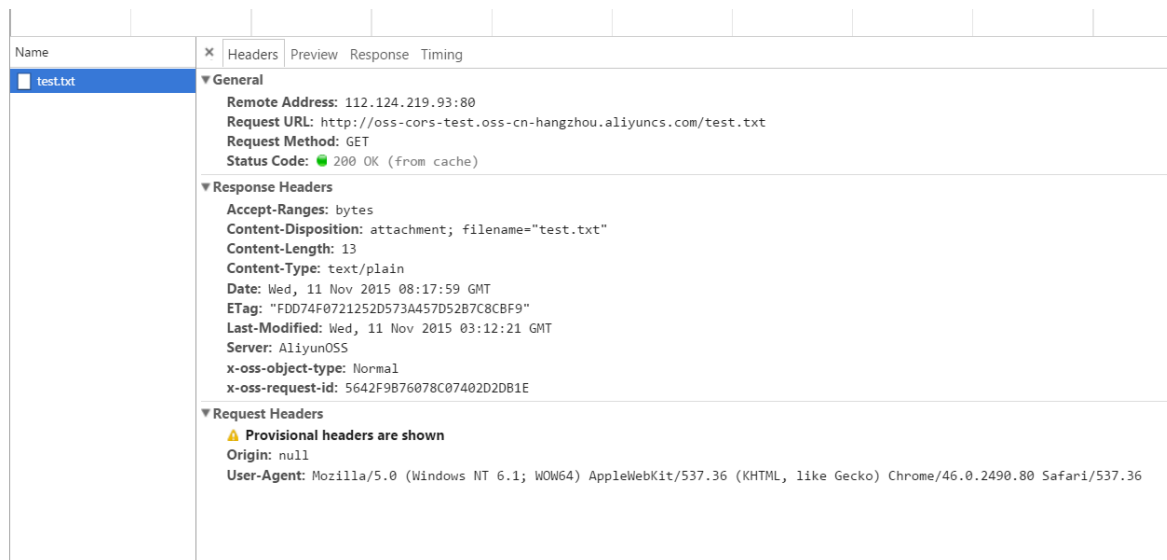 Name
× Headers Preview Response Timing
test.txt
▼General
Remote Address: 112.124.219.93:80
Request URL: http://oss-cors-test.oss-cn-hangzhou.aliyuncs.com/test.txt
Request Method: GET
Status Code: 200 OK (from cache)
▼Response Headers
Accept-Ranges: bytes
Content-Disposition: attachment; filename="test.txt"
Content-Length: 13
Content-Type: text/plain
Date: Wed, 11 Nov 2015 08:17:59 GMT
ETag: "FDD74F0721252D573A457D52B7C8CBF9"
Last-Modified: Wed, 11 Nov 2015 03:12:21 GMT
Server: AliyunOSS
x-oss-object-type: Normal
x-oss-request-id: 5642F9B76078C07402D2DB1E
▼Request Headers
Provisional headers are shown
Origin: null
User-Agent: Mozilla/5.0 (Windows NT 6.1; WOW64) AppleWebKit/537.36 (KHTML, like Gecko) Chrome/46.0.2490.80 Safari/537.36